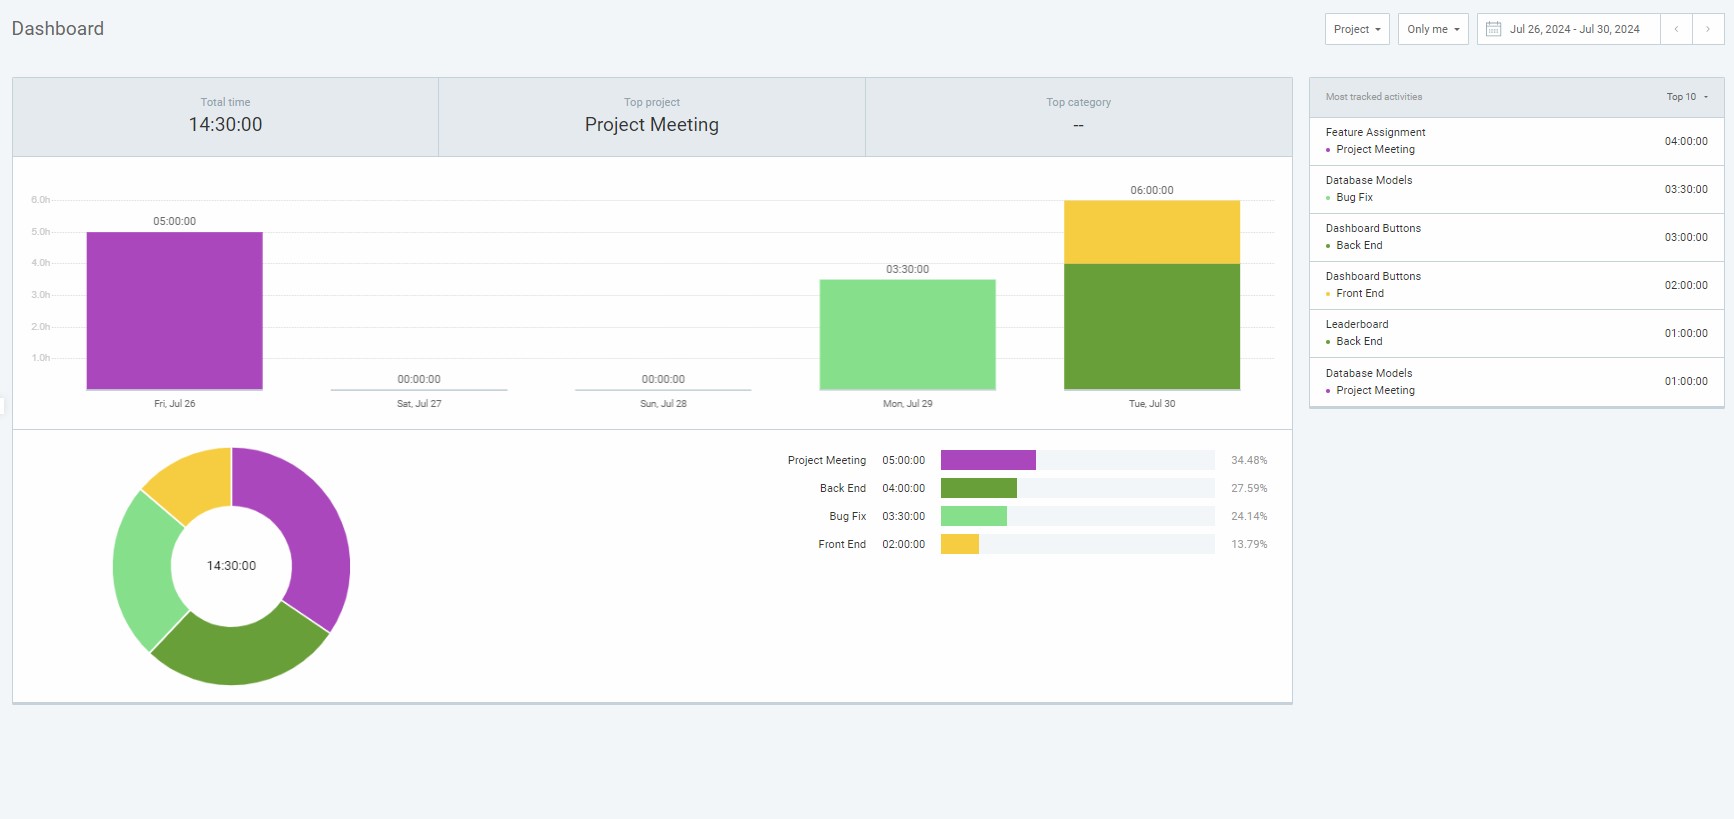 Dashboard
Project
Only me
Jul 26, 2024 - Jul 30, 2024
Total time
14:30:00
Top project
Project Meeting
Top category
--
6.0h
5.0h
4.0h
3.0h
2.0h
1.0h
05:00:00
00:00:00
00:00:00
03:30:00
06:00:00
Fri, Jul 26
Sat, Jul 27
Sun, Jul 28
Mon, Jul 29
Tue, Jul 30
14:30:00
Project Meeting 05:00:00 34.48%
Back End 04:00:00 27.59%
Bug Fix 03:30:00 24.14%
Front End 02:00:00 13.79%
Most tracked activities
Top 10
Feature Assignment
Project Meeting
04:00:00
Database Models
Bug Fix
03:30:00
Dashboard Buttons
Back End
03:00:00
Dashboard Buttons
Front End
02:00:00
Leaderboard
Back End
01:00:00
Database Models
Project Meeting
01:00:00